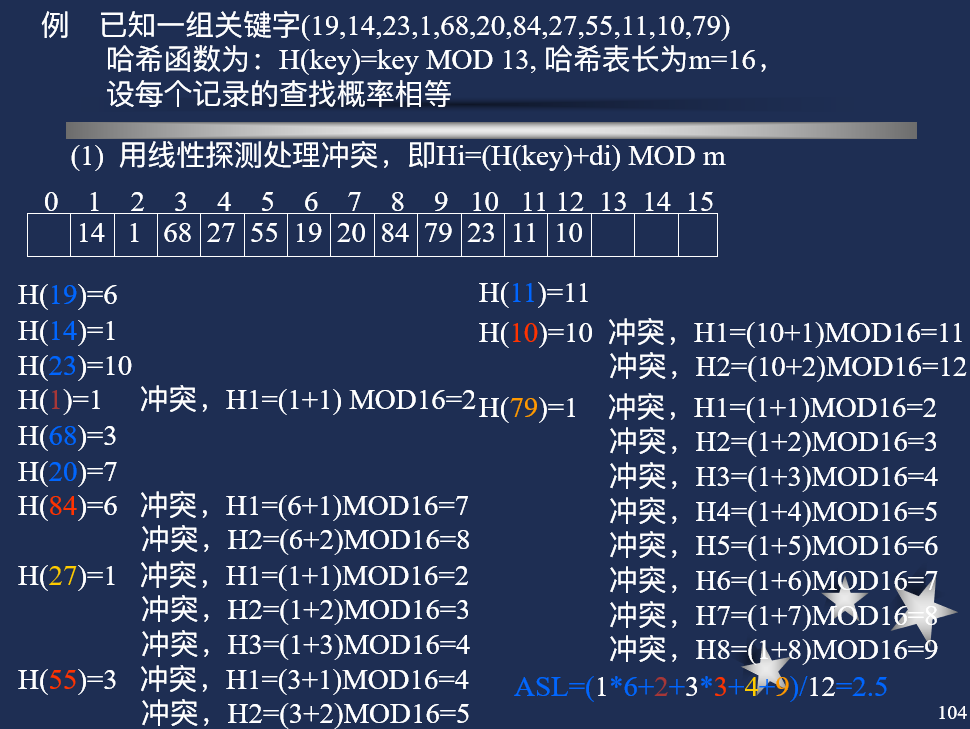 例 已知一组关键字(19,14,23,1,68,20,84,27,55,11,10,79)
哈希函数为：H(key)=key MOD 13, 哈希表长为m=16，
设每个记录的查找概率相等
(1) 用线性探测处理冲突，即Hi=(H(key)+di) MOD m
0 1 2 3 4 5 6 7 8 9 10 11 12 13 14 15
14 1 68 27 55 19 20 84 79 23 11 10
H(19)=6
H(14)=1
H(23)=10
H(1)=1 冲突，H1=(1+1) MOD16=2
H(68)=3
H(20)=7
H(84)=6 冲突，H1=(6+1)MOD16=7
冲突，H2=(6+2)MOD16=8
H(27)=1 冲突，H1=(1+1)MOD16=2
冲突，H2=(1+2)MOD16=3
冲突，H3=(1+3)MOD16=4
H(55)=3 冲突，H1=(3+1)MOD16=4
冲突，H2=(3+2)MOD16=5
H(11)=11
H(10)=10 冲突，H1=(10+1)MOD16=11
冲突，H2=(10+2)MOD16=12
H(79)=1 冲突，H1=(1+1)MOD16=2
冲突，H2=(1+2)MOD16=3
冲突，H3=(1+3)MOD16=4
冲突，H4=(1+4)MOD16=5
冲突，H5=(1+5)MOD16=6
冲突，H6=(1+6)MOD16=7
冲突，H7=(1+7)MOD16=8
冲突，H8=(1+8)MOD16=9
ASL=(1*6+2+3*3+4+9)/12=2.5
104